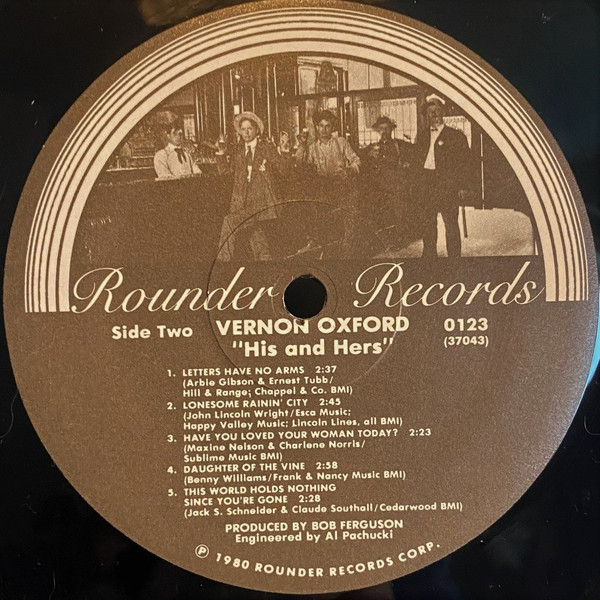 Rounder Records
Side Two VERNON OXFORD 0123
"His and Hers" (37043)
1. LETTERS HAVE NO ARMS 2:37
(Arbie Gibson & Ernest Tubb/
Hill & Range; Chappel & Co. BMI)
2. LONESOME RAININ' CITY 2:45
(John Lincoln Wright/Esca Music;
Happy Valley Music; Lincoln Lines, all BMI)
3. HAVE YOU LOVED YOUR WOMAN TODAY? 2:23
(Maxine Nelson & Charlene Norris/
Sublime Music BMI)
4. DAUGHTER OF THE VINE 2:58
(Benny Williams/Frank & Nancy Music BMI)
5. THIS WORLD HOLDS NOTHING
SINCE YOU'RE GONE 2:28
(Jack S. Schneider & Claude Southall/Cedarwood BMI)
PRODUCED BY BOB FERGUSON
Engineered by Al Pachucki
℗ 1980 ROUNDER RECORDS CORP.